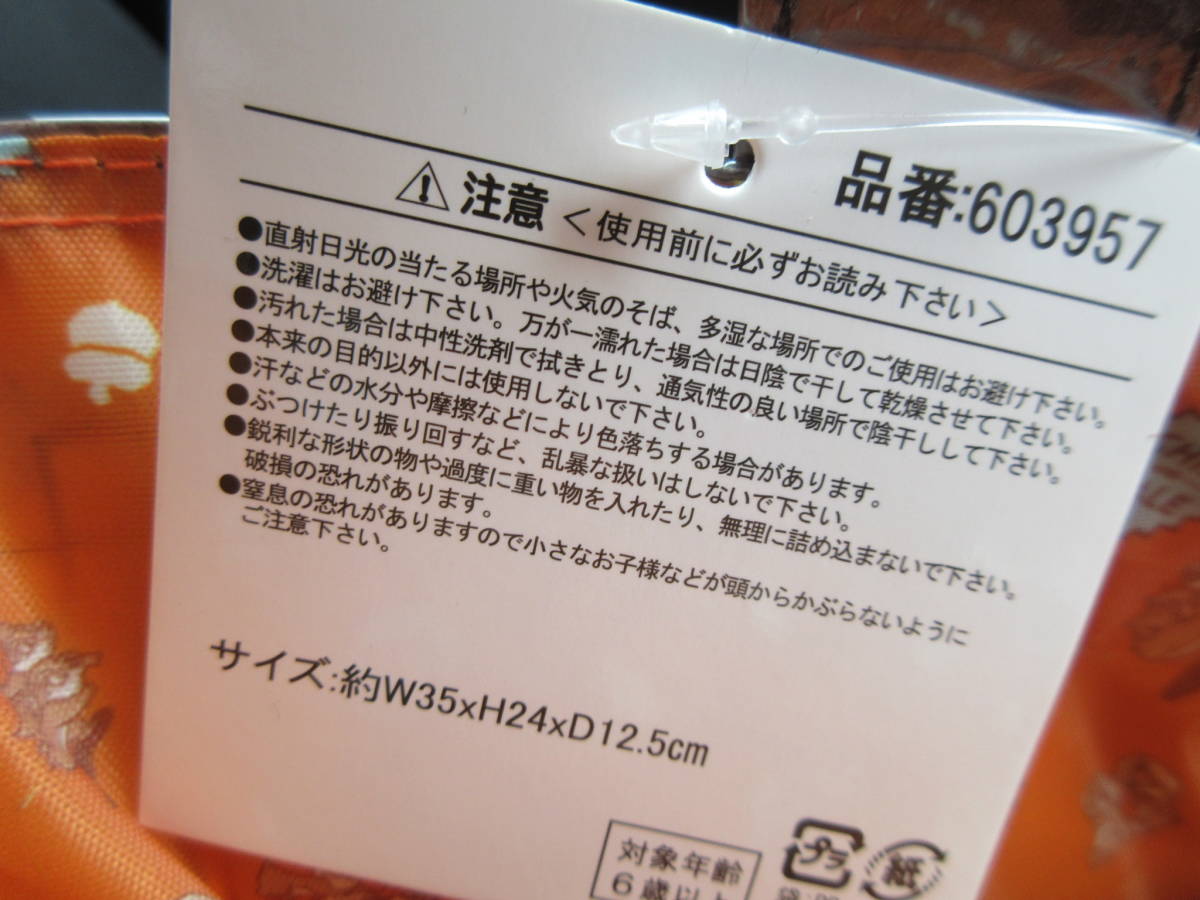 品番:603957
注意 <使用前に必ずお読み下さい>
●直射日光の当たる場所や火気のそば、多湿な場所でのご使用はお避け下さい。
●洗濯はお避け下さい。万が一濡れた場合は日陰で干して乾燥させて下さい。
●汚れた場合は中性洗剤で拭きとり、通気性の良い場所で陰干しして下さい。
●本来の目的以外には使用しないで下さい。
●汗などの水分や摩擦などにより色落ちする場合があります。
●ぶつけたり振り回すなど、乱暴な扱いはしないで下さい。
●鋭利な形状の物や過度に重い物を入れたり、無理に詰め込まないで下さい。
破損の恐れがあります。
●窒息の恐れがありますので小さなお子様などが頭からかぶらないように
ご注意下さい。
サイズ:約W35xH24xD12.5cm
対象年齢
6歳以上
プラ
紙